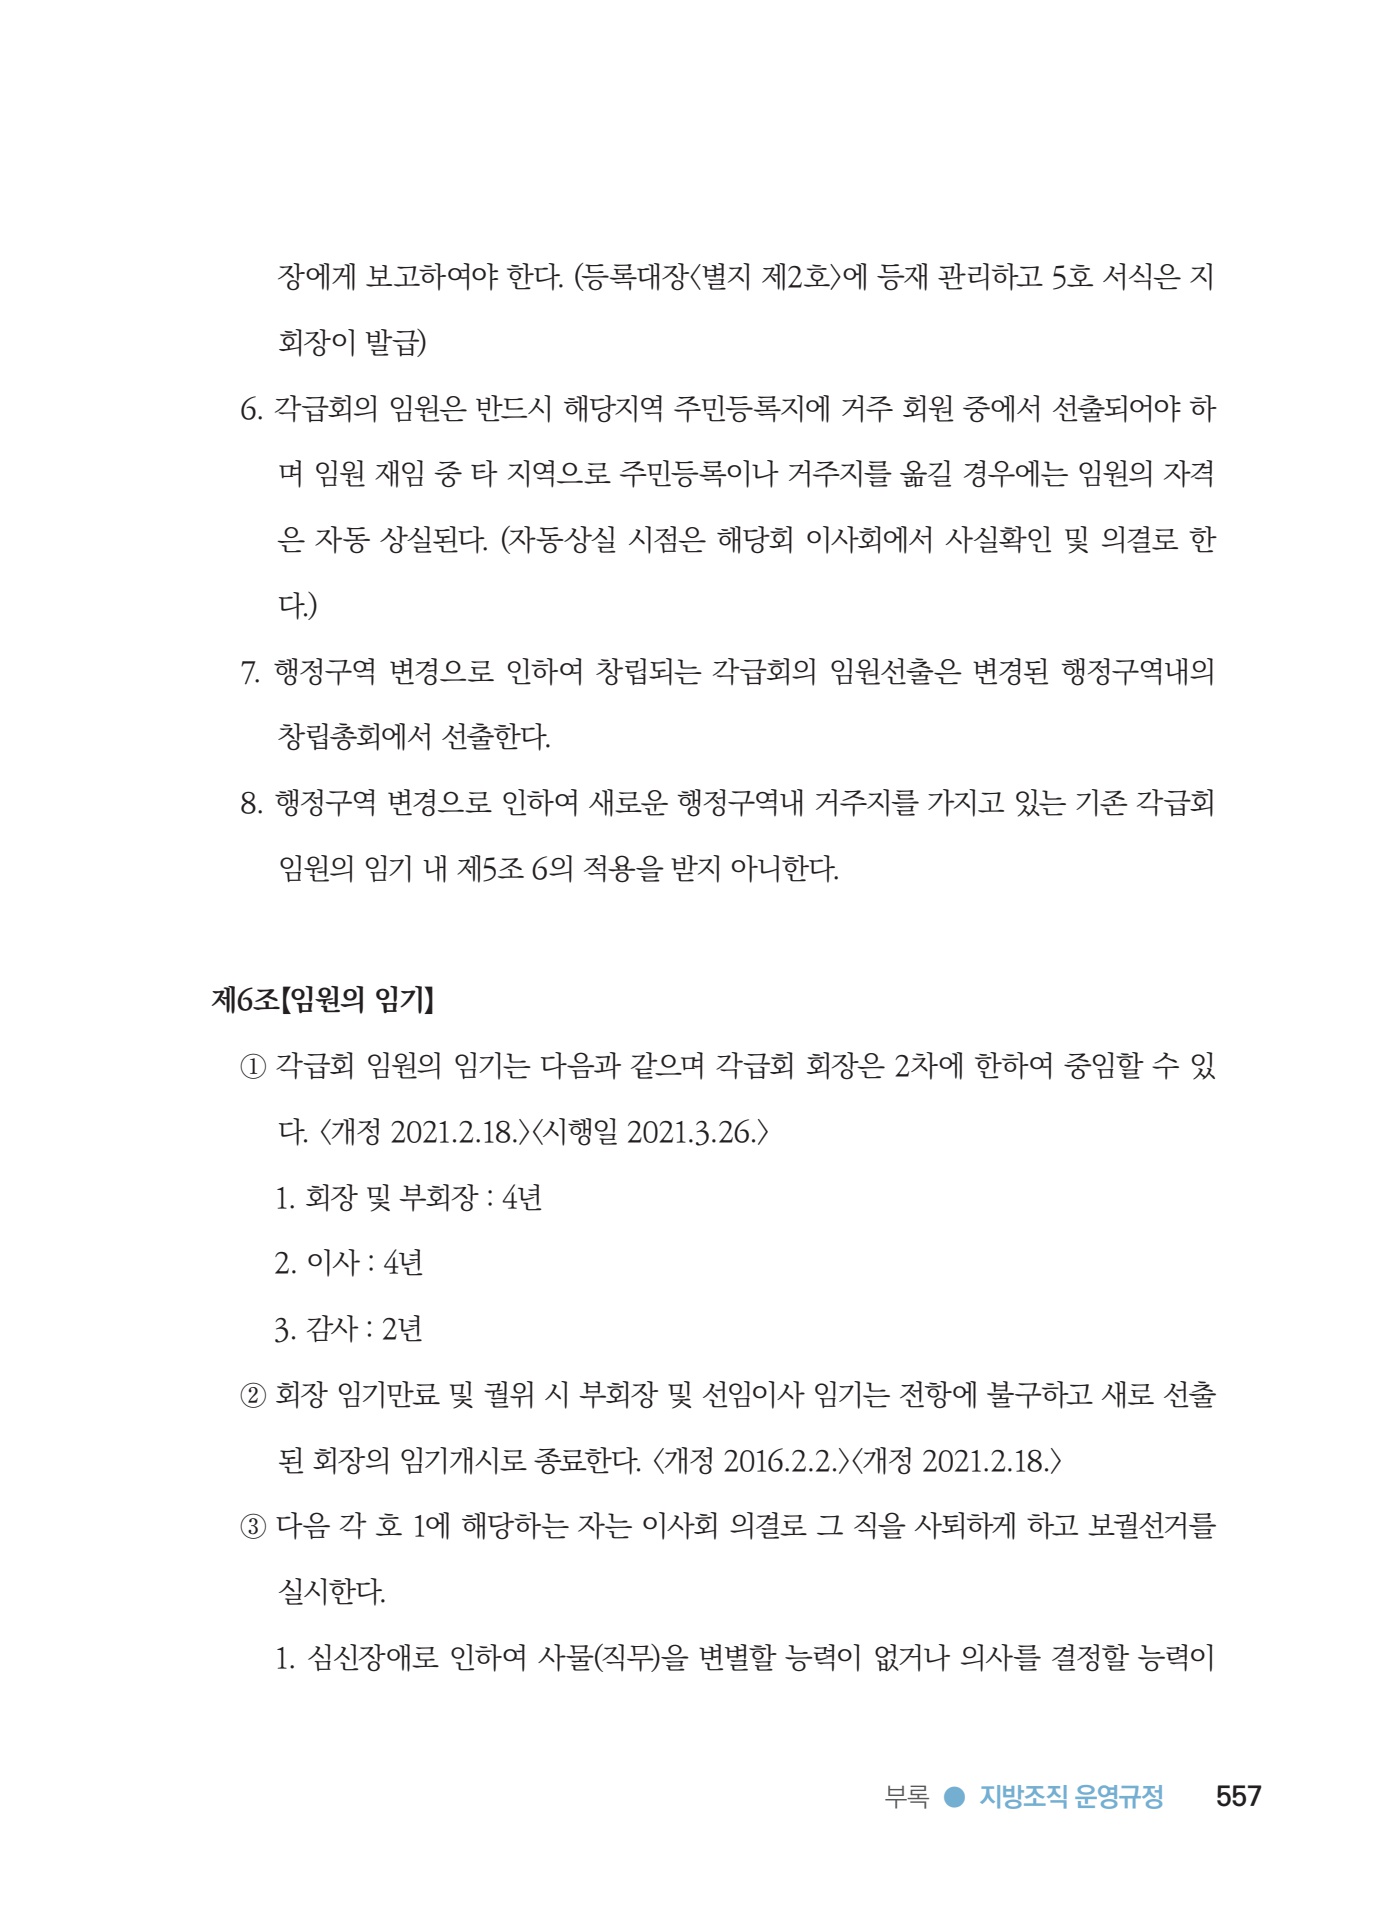 장에게 보고하여야 한다. (등록대장〈별지 제2호〉에 등재 관리하고 5호 서식은 지
회장이 발급)
6. 각급회의 임원은 반드시 해당지역 주민등록지에 거주 회원 중에서 선출되어야 하
며 임원 재임 중 타 지역으로 주민등록이나 거주지를 옮길 경우에는 임원의 자격
은 자동 상실된다. (자동상실 시점은 해당회 이사회에서 사실확인 및 의결로 한
다.)
7. 행정구역 변경으로 인하여 창립되는 각급회의 임원선출은 변경된 행정구역내의
창립총회에서 선출한다.
8. 행정구역 변경으로 인하여 새로운 행정구역내 거주지를 가지고 있는 기존 각급회
임원의 임기 내 제5조 6의 적용을 받지 아니한다.
제6조【임원의 임기】
① 각급회 임원의 임기는 다음과 같으며 각급회 회장은 2차에 한하여 중임할 수 있
다. 〈개정 2021.2.18.〉〈시행일 2021.3.26.〉
1. 회장 및 부회장 : 4년
2. 이사 : 4년
3. 감사 : 2년
② 회장 임기만료 및 궐위 시 부회장 및 선임이사 임기는 전항에 불구하고 새로 선출
된 회장의 임기개시로 종료한다. 〈개정 2016.2.2.〉〈개정 2021.2.18.〉
③ 다음 각 호 1에 해당하는 자는 이사회 의결로 그 직을 사퇴하게 하고 보궐선거를
실시한다.
1. 심신장애로 인하여 사물(직무)을 변별할 능력이 없거나 의사를 결정할 능력이
부록 ● 지방조직 운영규정 557